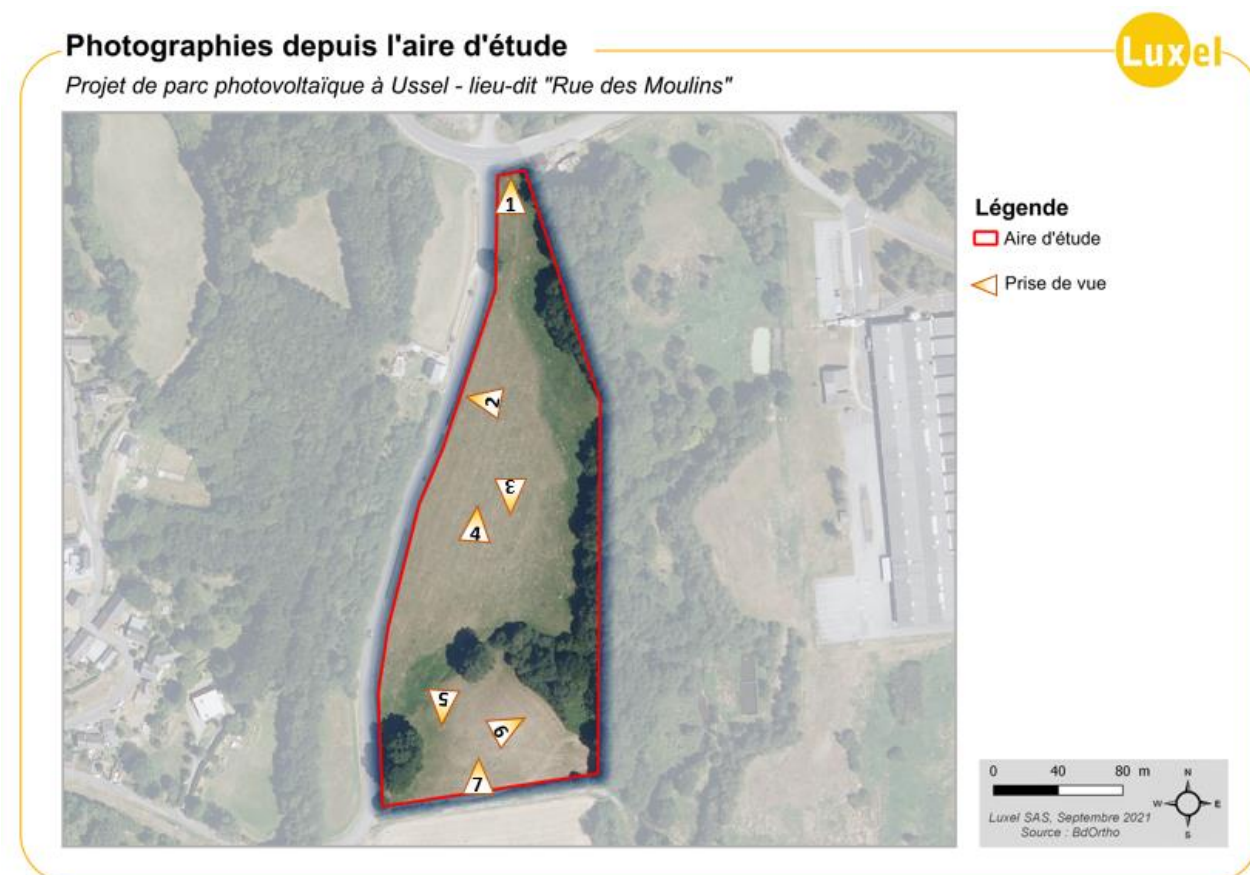 Photographies depuis l'aire d'étude
Luxel
Projet de parc photovoltaïque à Ussel - lieu-dit "Rue des Moulins"
1
2
3
4
5
6
7
Légende
Aire d'étude
Prise de vue
0 40 80 m
N
W E
S
Luxel SAS, Septembre 2021
Source : BdOrtho